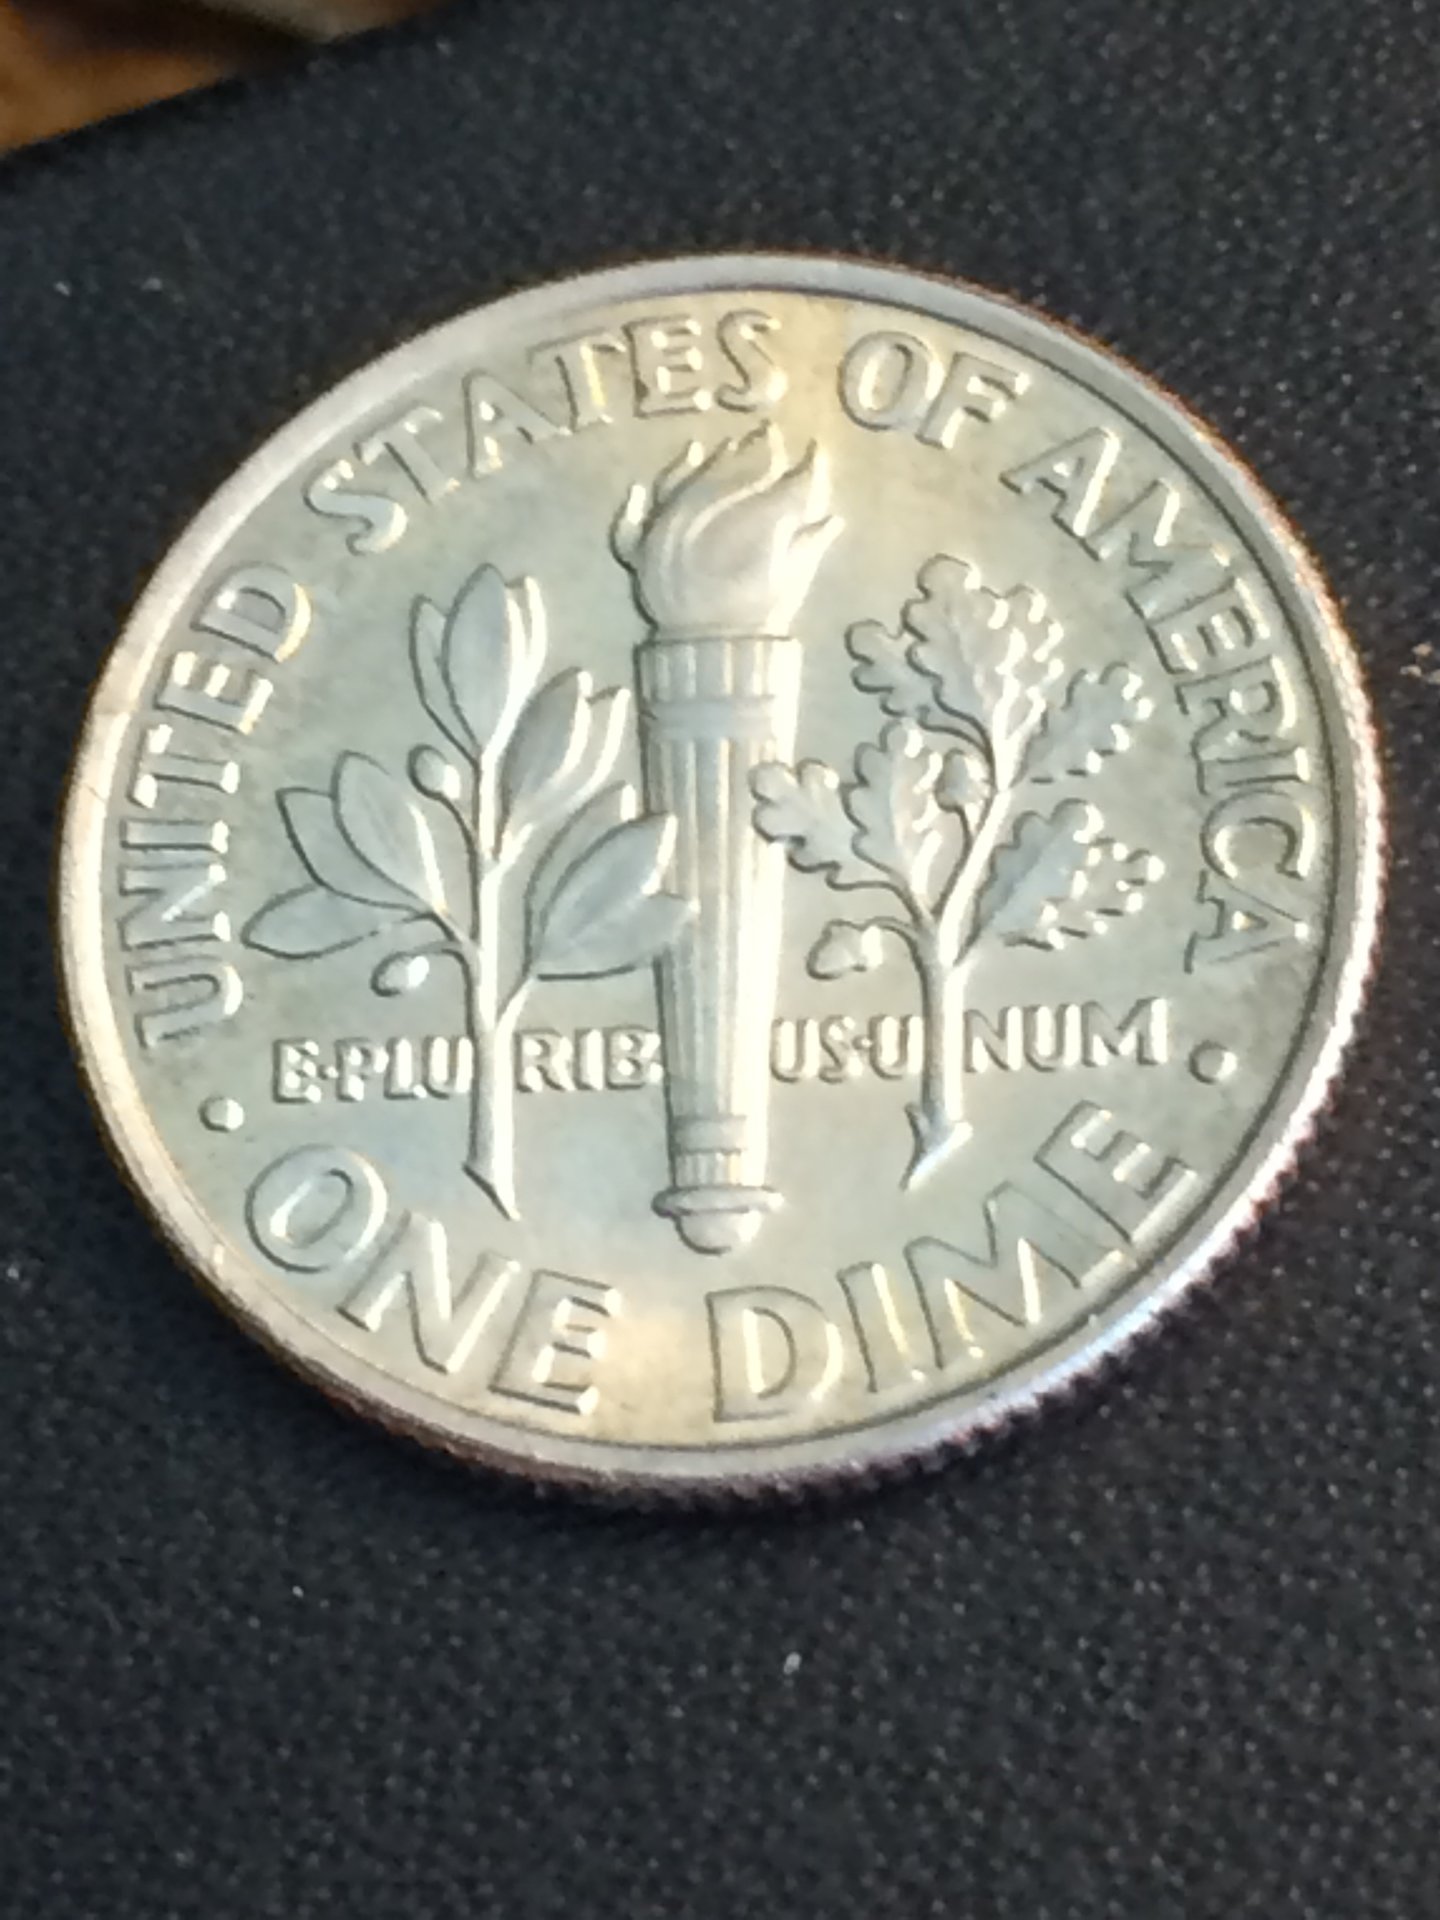 UNITED STATES OF AMERICA
E·PLURIBUS·UNUM
· ONE DIME ·